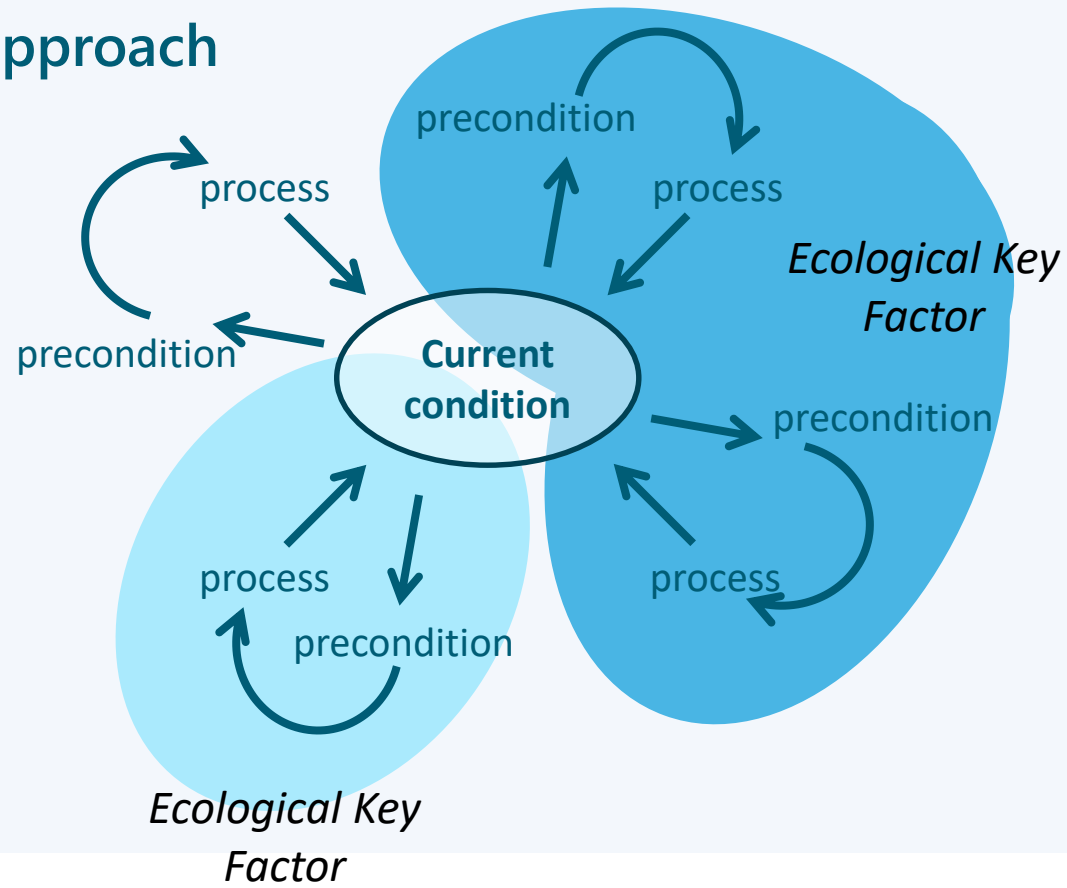 pproach
precondition
process
process
Ecological Key
Factor
precondition
Current
condition
precondition
process
process
precondition
Ecological Key
Factor